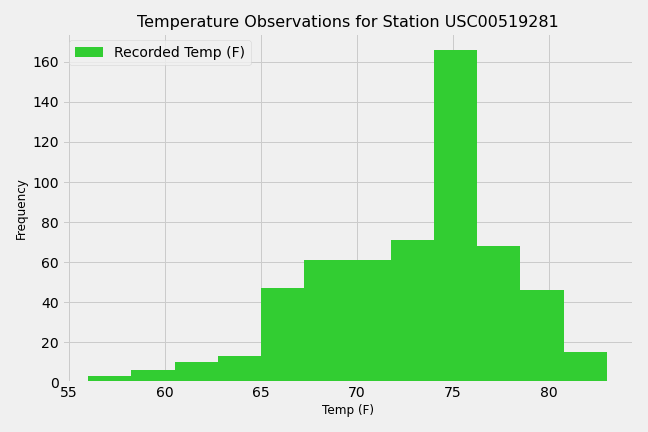 Temperature Observations for Station USC00519281
Recorded Temp (F)
160
140
120
100
80
60
40
20
0
Frequency
55 60 65 70 75 80
Temp (F)